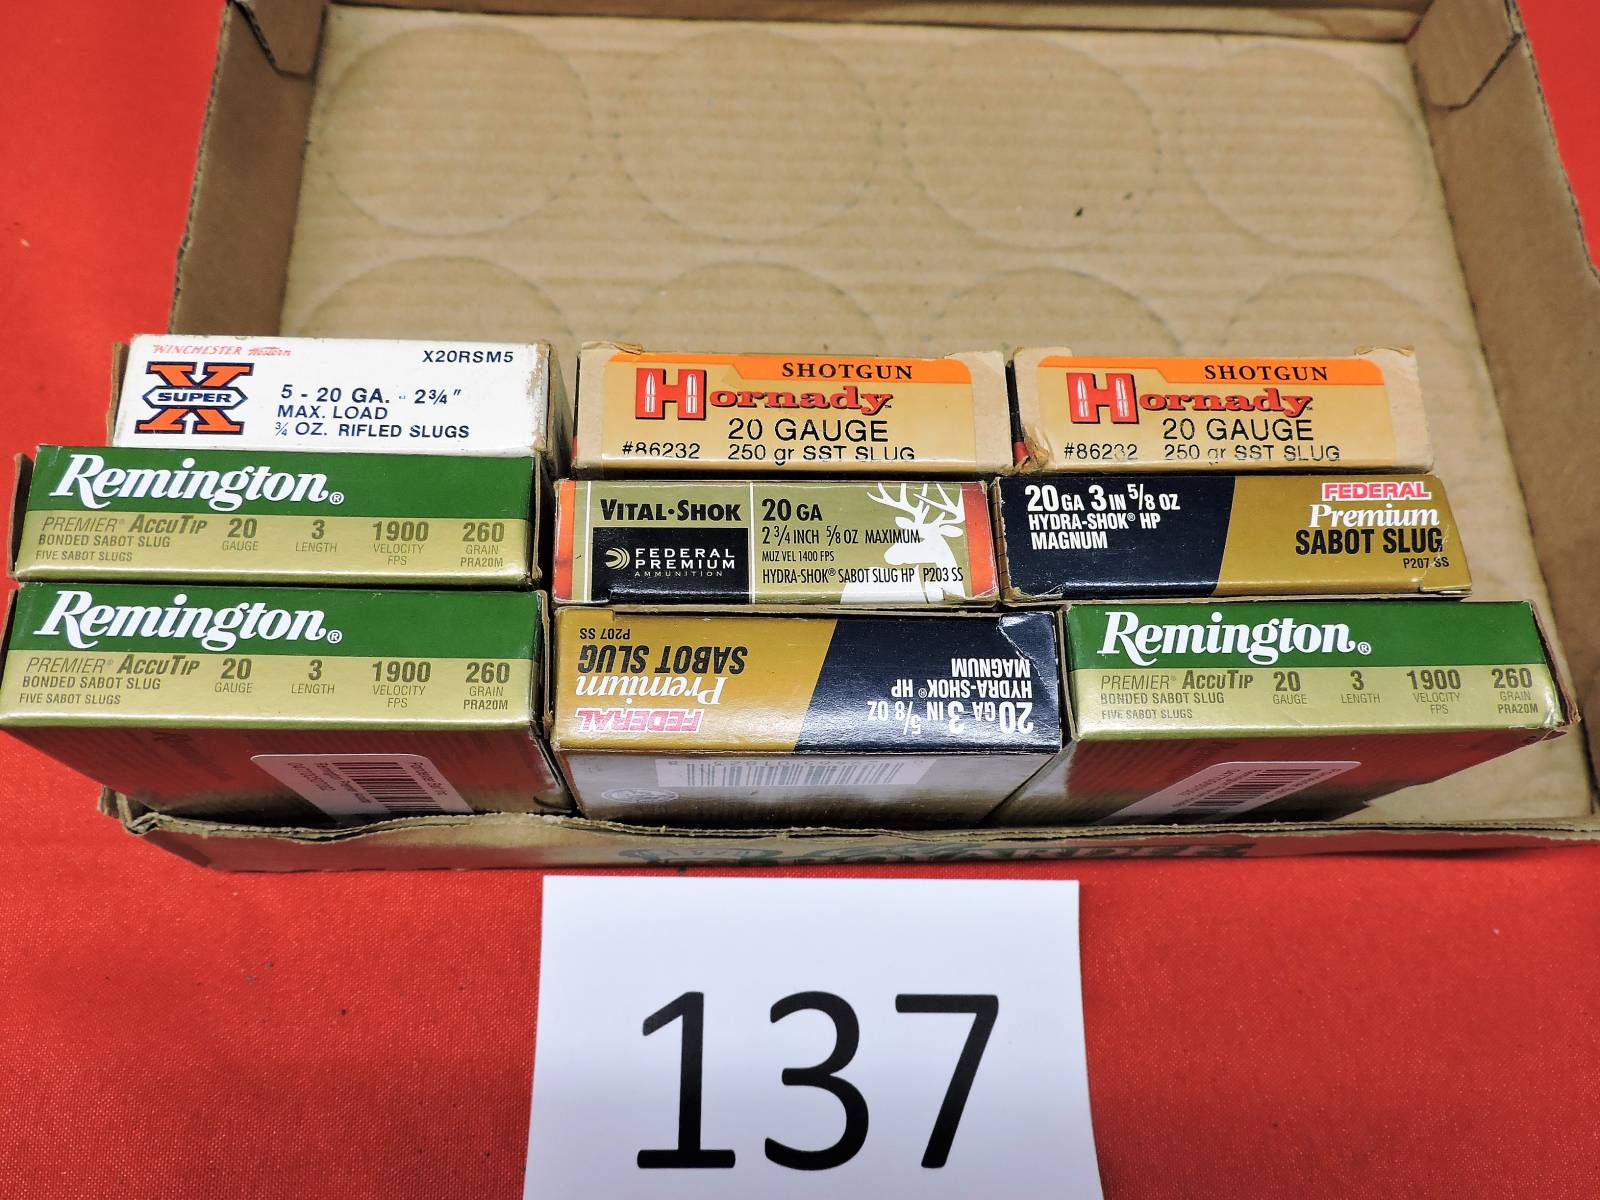 WINCHESTER Western
X20RSM5
SUPER X
5 - 20 GA. - 2¾"
MAX. LOAD
¾ OZ. RIFLED SLUGS
SHOTGUN
Hornady
20 GAUGE
#86232 250 gr SST SLUG
SHOTGUN
Hornady
20 GAUGE
#86232 250 gr SST SLUG
Remington®
PREMIER® ACCUTIP
BONDED SABOT SLUG
FIVE SABOT SLUGS
20
GAUGE
3
LENGTH
1900
VELOCITY
FPS
260
GRAIN
PRA20M
VITAL·SHOK
FEDERAL
PREMIUM
AMMUNITION
20 GA
2 ¾ INCH ⅝ OZ MAXIMUM
MUZ VEL 1400 FPS
HYDRA-SHOK® SABOT SLUG HP P203 SS
20 GA 3 IN 5/8 OZ
HYDRA-SHOK® HP
MAGNUM
FEDERAL
Premium
SABOT SLUG
P207 SS
Remington®
PREMIER® ACCUTIP
BONDED SABOT SLUG
FIVE SABOT SLUGS
20
GAUGE
3
LENGTH
1900
VELOCITY
FPS
260
GRAIN
PRA20M
20 GA 3 IN 5/8 OZ
HYDRA-SHOK® HP
MAGNUM
FEDERAL
Premium
SABOT SLUG
P207 SS
Remington®
PREMIER® ACCUTIP
BONDED SABOT SLUG
FIVE SABOT SLUGS
20
GAUGE
3
LENGTH
1900
VELOCITY
FPS
260
GRAIN
PRA20M
137